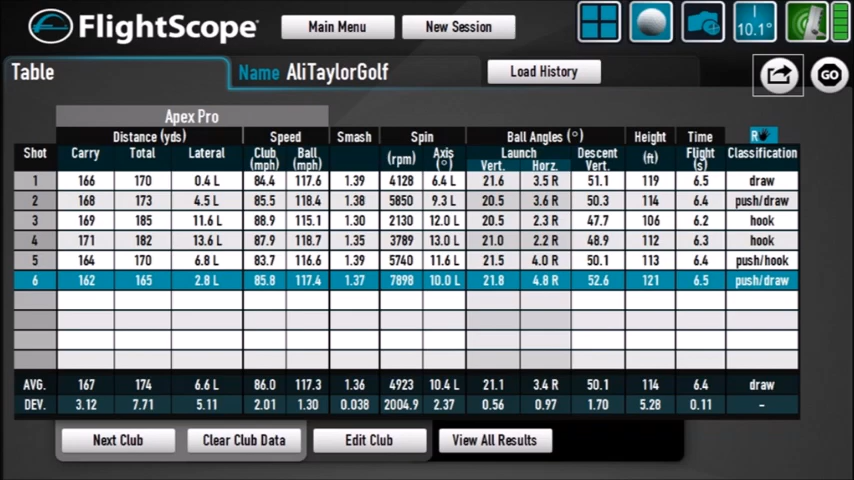 FlightScope
Main Menu
New Session
10.1°
Table
Name AliTaylorGolf
Load History
GO
Apex Pro
Distance (yds) Speed Smash Spin Ball Angles (°) Height Time R
Shot Carry Total Lateral Club (mph) Ball (mph) (rpm) Axis (°) Launch Vert. Horz. Descent Vert. (ft) Flight (s) Classification
1 166 170 0.4 L 84.4 117.6 1.39 4128 6.4 L 21.6 3.5 R 51.1 119 6.5 draw
2 168 173 4.5 L 85.5 118.4 1.38 5850 9.3 L 20.5 3.6 R 50.3 114 6.4 push/draw
3 169 185 11.6 L 88.9 115.1 1.30 2130 12.0 L 20.5 2.3 R 47.7 106 6.2 hook
4 171 182 13.6 L 87.9 118.7 1.35 3789 13.0 L 21.0 2.2 R 48.9 112 6.3 hook
5 164 170 6.8 L 83.7 116.6 1.39 5740 11.6 L 21.5 4.0 R 50.1 113 6.4 push/hook
6 162 165 2.8 L 85.8 117.4 1.37 7898 10.0 L 21.8 4.8 R 52.6 121 6.5 push/draw
AVG. 167 174 6.6 L 86.0 117.3 1.36 4923 10.4 L 21.1 3.4 R 50.1 114 6.4 draw
DEV. 3.12 7.71 5.11 2.01 1.30 0.038 2004.9 2.37 0.56 0.97 1.70 5.28 0.11 -
Next Club
Clear Club Data
Edit Club
View All Results